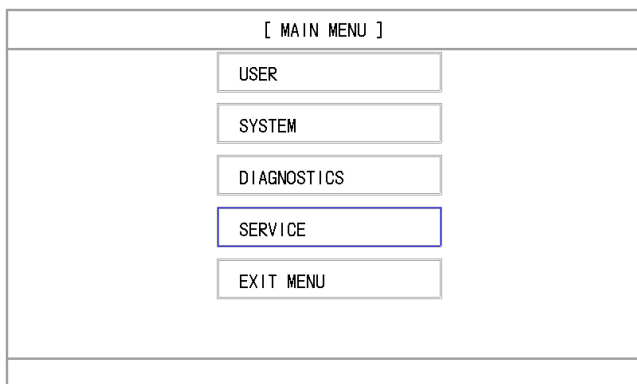 [ MAIN MENU ]
USER
SYSTEM
DIAGNOSTICS
SERVICE
EXIT MENU